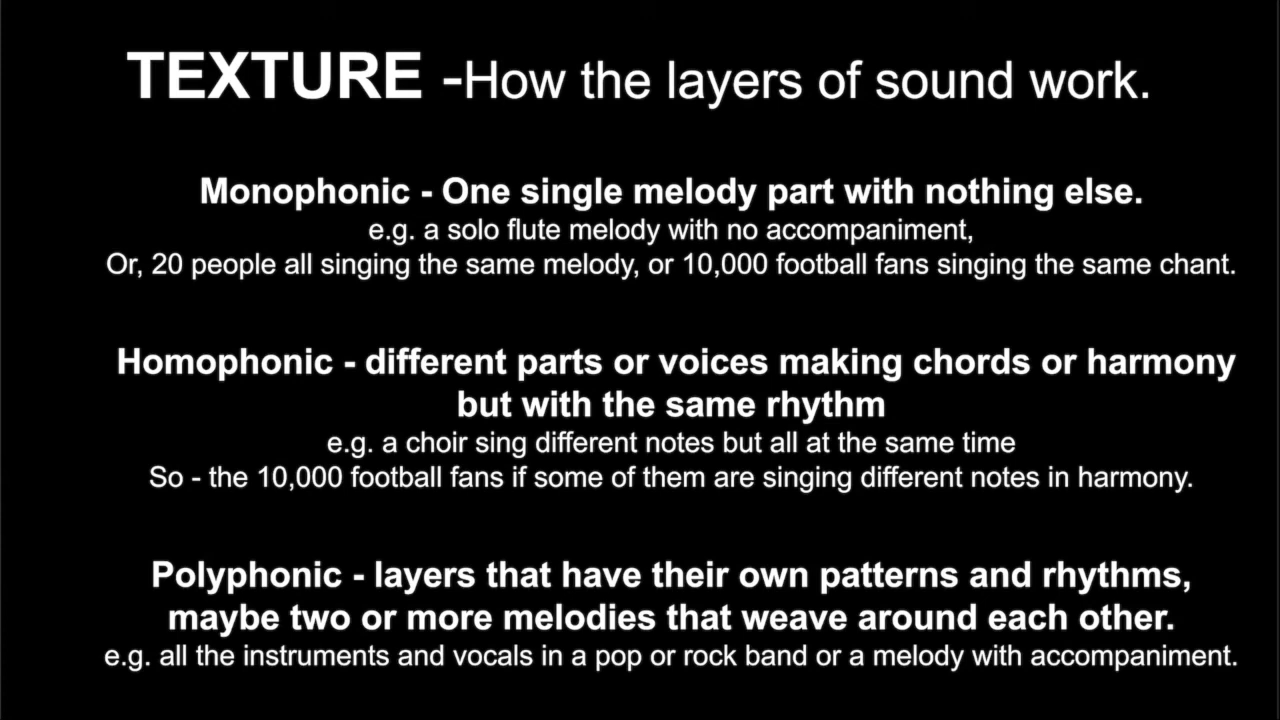 TEXTURE -How the layers of sound work.
Monophonic - One single melody part with nothing else.
e.g. a solo flute melody with no accompaniment,
Or, 20 people all singing the same melody, or 10,000 football fans singing the same chant.
Homophonic - different parts or voices making chords or harmony
but with the same rhythm
e.g. a choir sing different notes but all at the same time
So - the 10,000 football fans if some of them are singing different notes in harmony.
Polyphonic - layers that have their own patterns and rhythms,
maybe two or more melodies that weave around each other.
e.g. all the instruments and vocals in a pop or rock band or a melody with accompaniment.